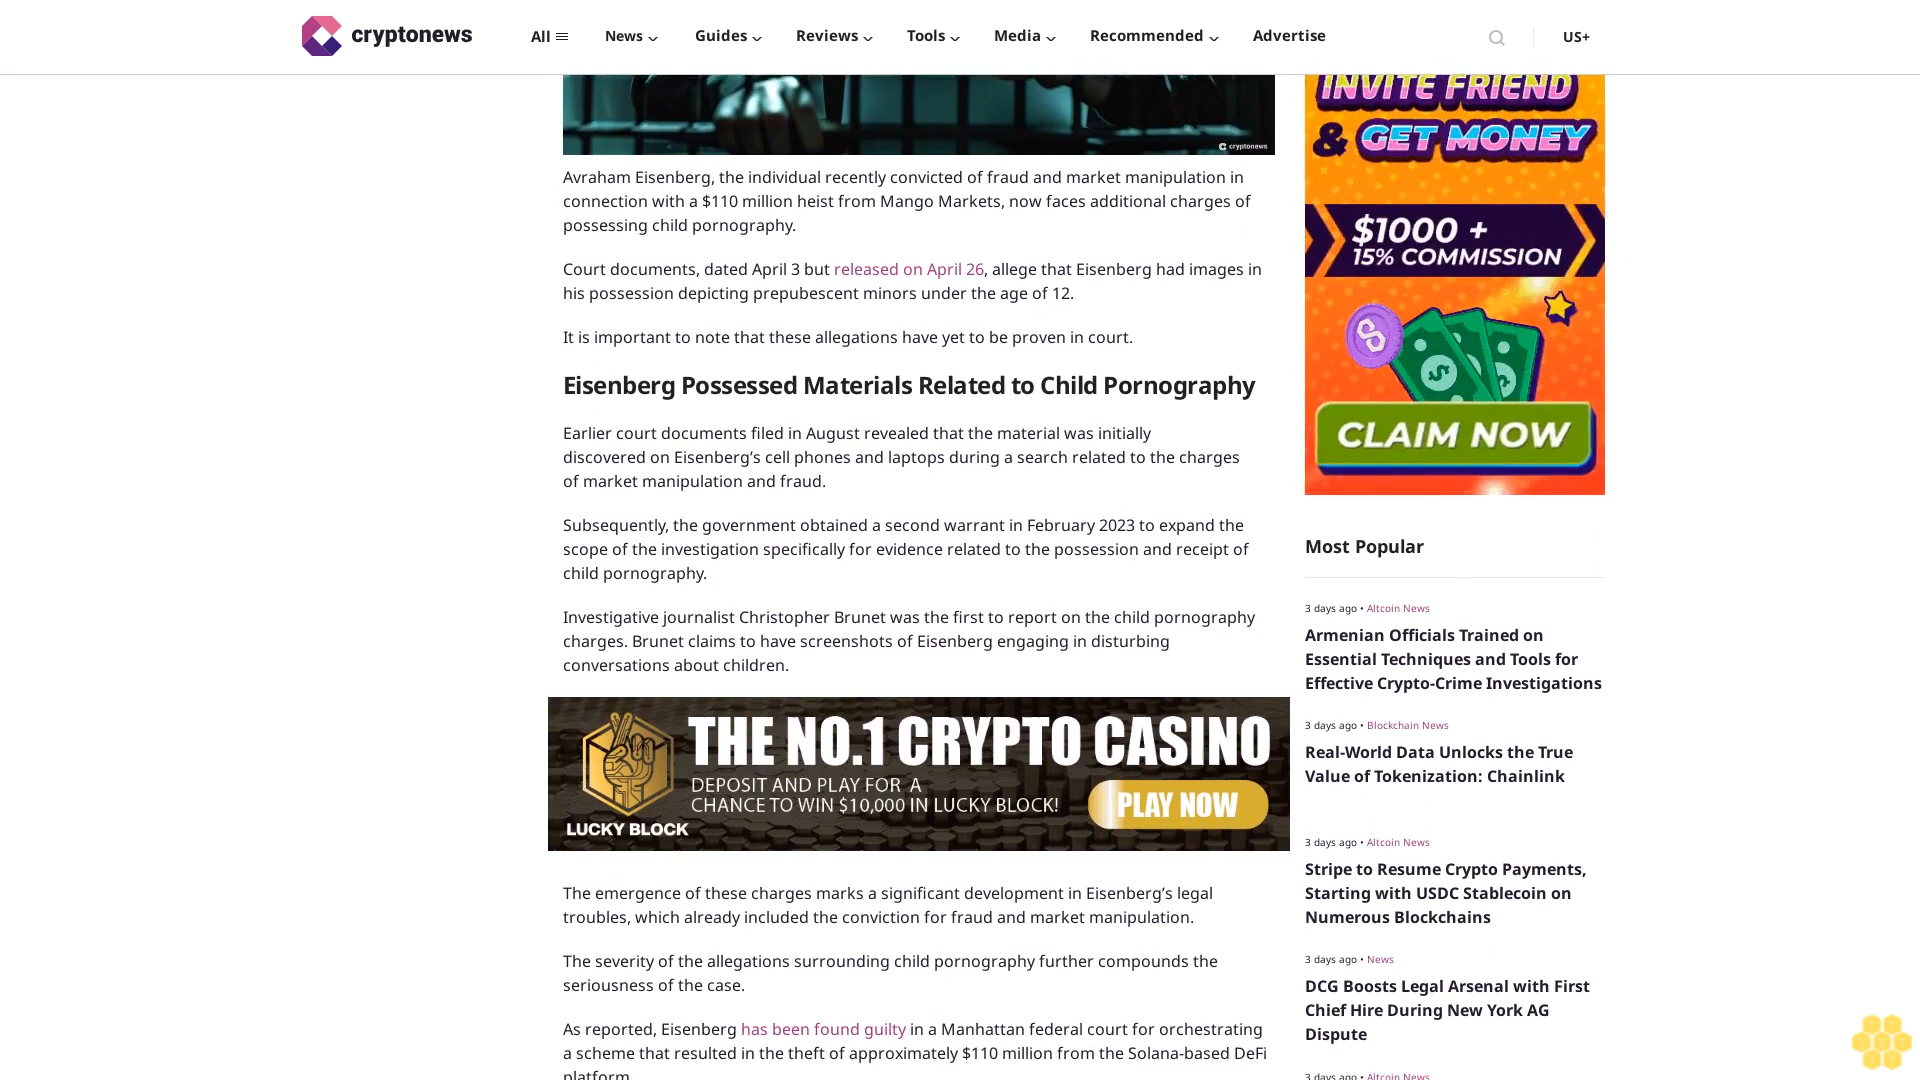 cryptonews
All
News
Guides
Reviews
Tools
Media
Recommended
Advertise
US+
cryptonews
Avraham Eisenberg, the individual recently convicted of fraud and market manipulation in
connection with a $110 million heist from Mango Markets, now faces additional charges of
possessing child pornography.
Court documents, dated April 3 but released on April 26, allege that Eisenberg had images in
his possession depicting prepubescent minors under the age of 12.
It is important to note that these allegations have yet to be proven in court.
Eisenberg Possessed Materials Related to Child Pornography
Earlier court documents filed in August revealed that the material was initially
discovered on Eisenberg’s cell phones and laptops during a search related to the charges
of market manipulation and fraud.
Subsequently, the government obtained a second warrant in February 2023 to expand the
scope of the investigation specifically for evidence related to the possession and receipt of
child pornography.
Investigative journalist Christopher Brunet was the first to report on the child pornography
charges. Brunet claims to have screenshots of Eisenberg engaging in disturbing
conversations about children.
THE NO.1 CRYPTO CASINO
DEPOSIT AND PLAY FOR A
CHANCE TO WIN $10,000 IN LUCKY BLOCK!
PLAY NOW
LUCKY BLOCK
The emergence of these charges marks a significant development in Eisenberg’s legal
troubles, which already included the conviction for fraud and market manipulation.
The severity of the allegations surrounding child pornography further compounds the
seriousness of the case.
As reported, Eisenberg has been found guilty in a Manhattan federal court for orchestrating
a scheme that resulted in the theft of approximately $110 million from the Solana-based DeFi
platform.
INVITE FRIEND
& GET MONEY
$1000 +
15% COMMISSION
CLAIM NOW
Most Popular
3 days ago • Altcoin News
Armenian Officials Trained on
Essential Techniques and Tools for
Effective Crypto-Crime Investigations
3 days ago • Blockchain News
Real-World Data Unlocks the True
Value of Tokenization: Chainlink
3 days ago • Altcoin News
Stripe to Resume Crypto Payments,
Starting with USDC Stablecoin on
Numerous Blockchains
3 days ago • News
DCG Boosts Legal Arsenal with First
Chief Hire During New York AG
Dispute
3 days ago • Altcoin News